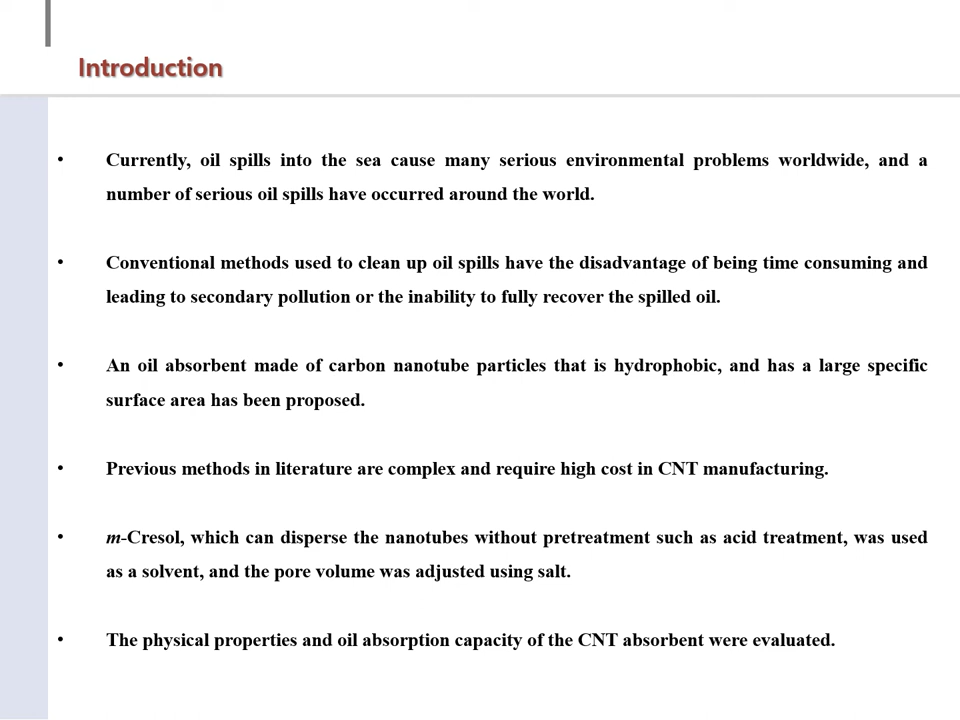 Introduction
• Currently, oil spills into the sea cause many serious environmental problems worldwide, and a
number of serious oil spills have occurred around the world.
• Conventional methods used to clean up oil spills have the disadvantage of being time consuming and
leading to secondary pollution or the inability to fully recover the spilled oil.
• An oil absorbent made of carbon nanotube particles that is hydrophobic, and has a large specific
surface area has been proposed.
• Previous methods in literature are complex and require high cost in CNT manufacturing.
• m-Cresol, which can disperse the nanotubes without pretreatment such as acid treatment, was used
as a solvent, and the pore volume was adjusted using salt.
• The physical properties and oil absorption capacity of the CNT absorbent were evaluated.